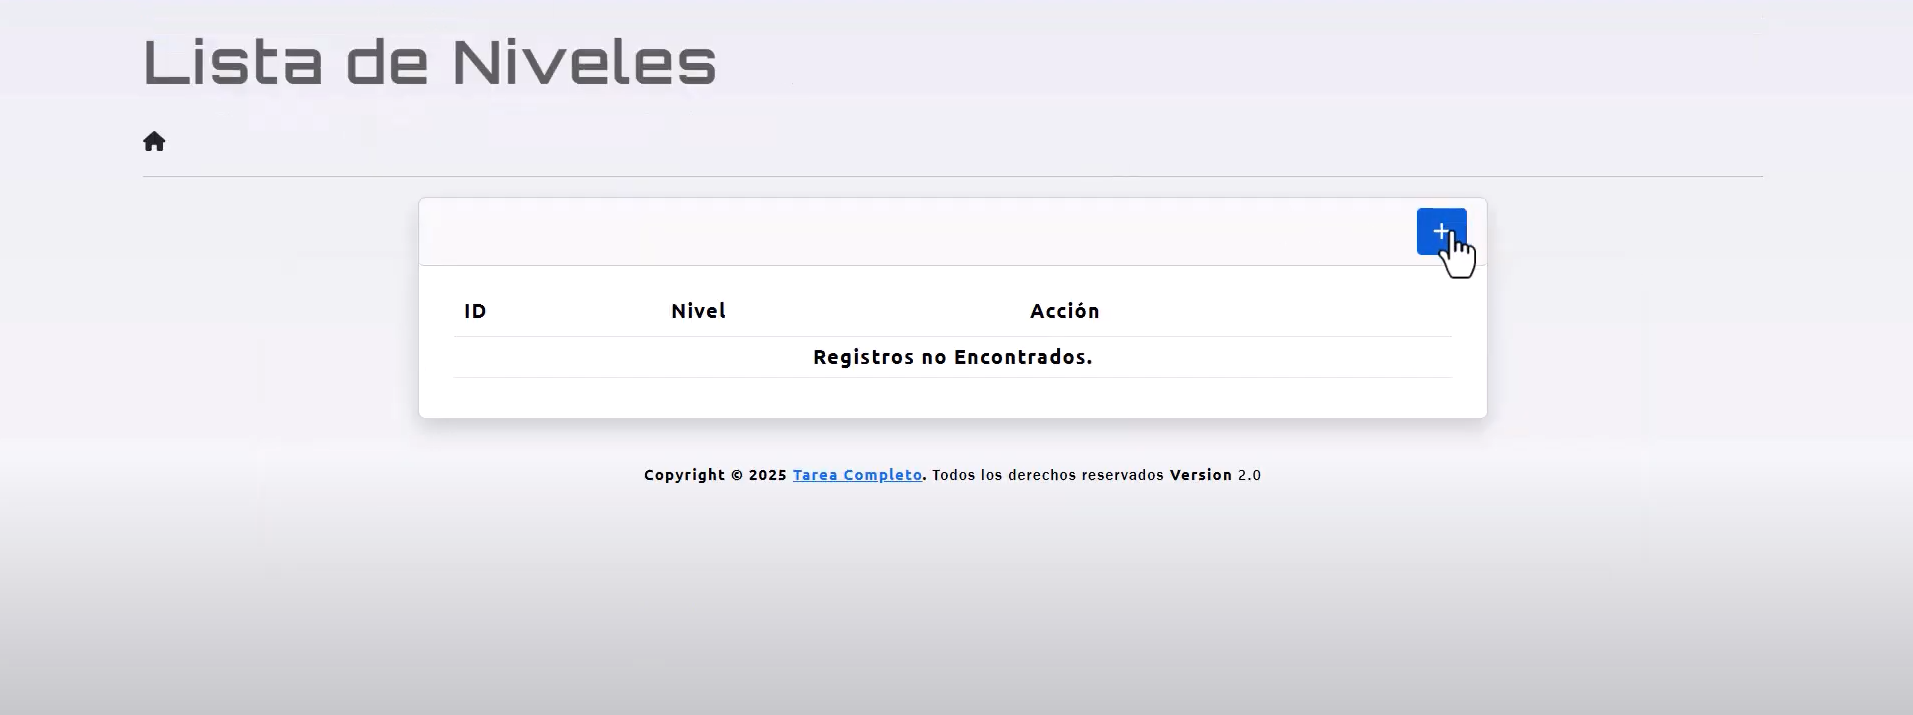 Lista de Niveles
+
ID Nivel Acción
Registros no Encontrados.
Copyright © 2025 Tarea Completo. Todos los derechos reservados Version 2.0